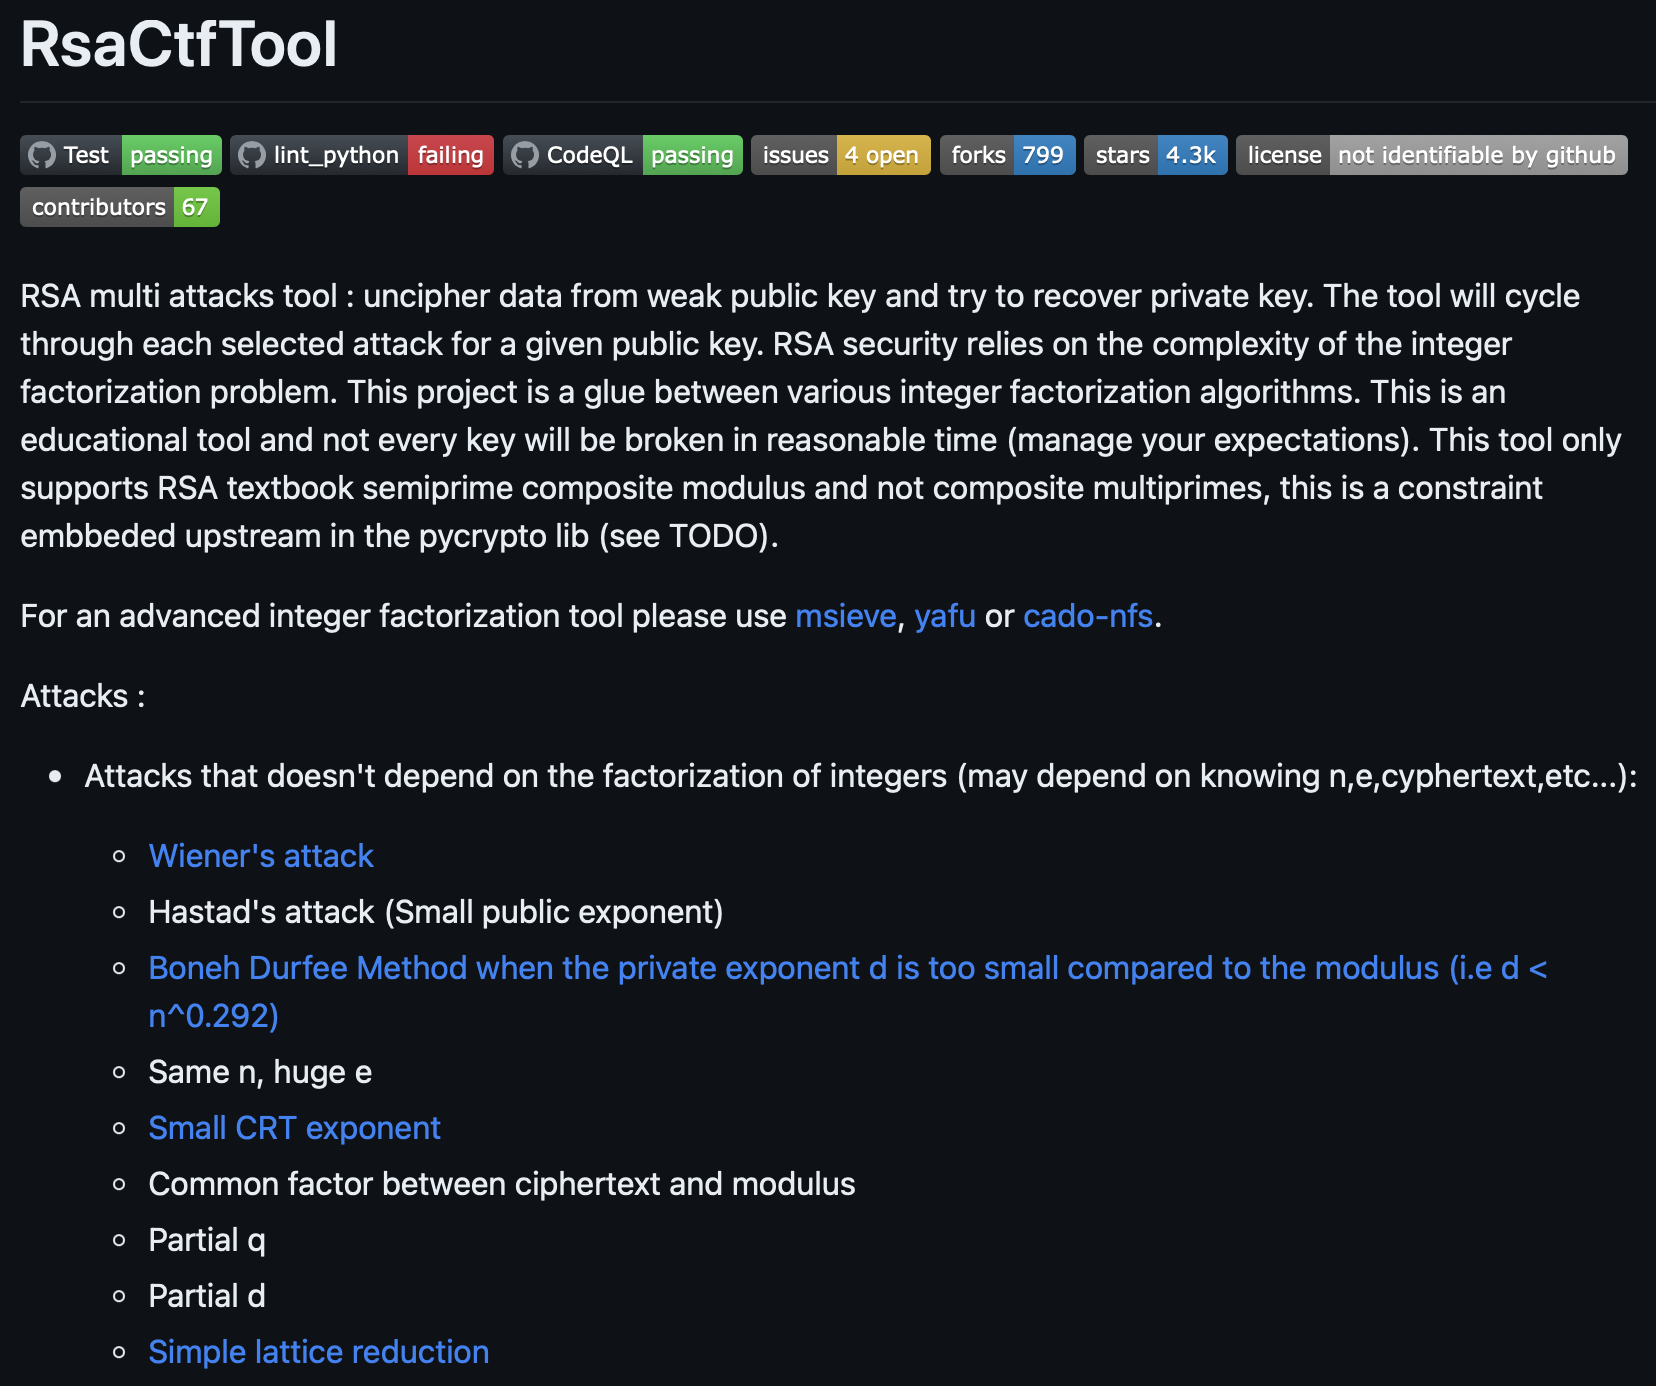 RsaCtfTool
Test passing lint_python failing CodeQL passing issues 4 open forks 799 stars 4.3k license not identifiable by github
contributors 67
RSA multi attacks tool : uncipher data from weak public key and try to recover private key. The tool will cycle
through each selected attack for a given public key. RSA security relies on the complexity of the integer
factorization problem. This project is a glue between various integer factorization algorithms. This is an
educational tool and not every key will be broken in reasonable time (manage your expectations). This tool only
supports RSA textbook semiprime composite modulus and not composite multiprimes, this is a constraint
embbeded upstream in the pycrypto lib (see TODO).
For an advanced integer factorization tool please use msieve, yafu or cado-nfs.
Attacks :
• Attacks that doesn't depend on the factorization of integers (may depend on knowing n,e,cyphertext,etc...):
◦ Wiener's attack
◦ Hastad's attack (Small public exponent)
◦ Boneh Durfee Method when the private exponent d is too small compared to the modulus (i.e d <
n^0.292)
◦ Same n, huge e
◦ Small CRT exponent
◦ Common factor between ciphertext and modulus
◦ Partial q
◦ Partial d
◦ Simple lattice reduction